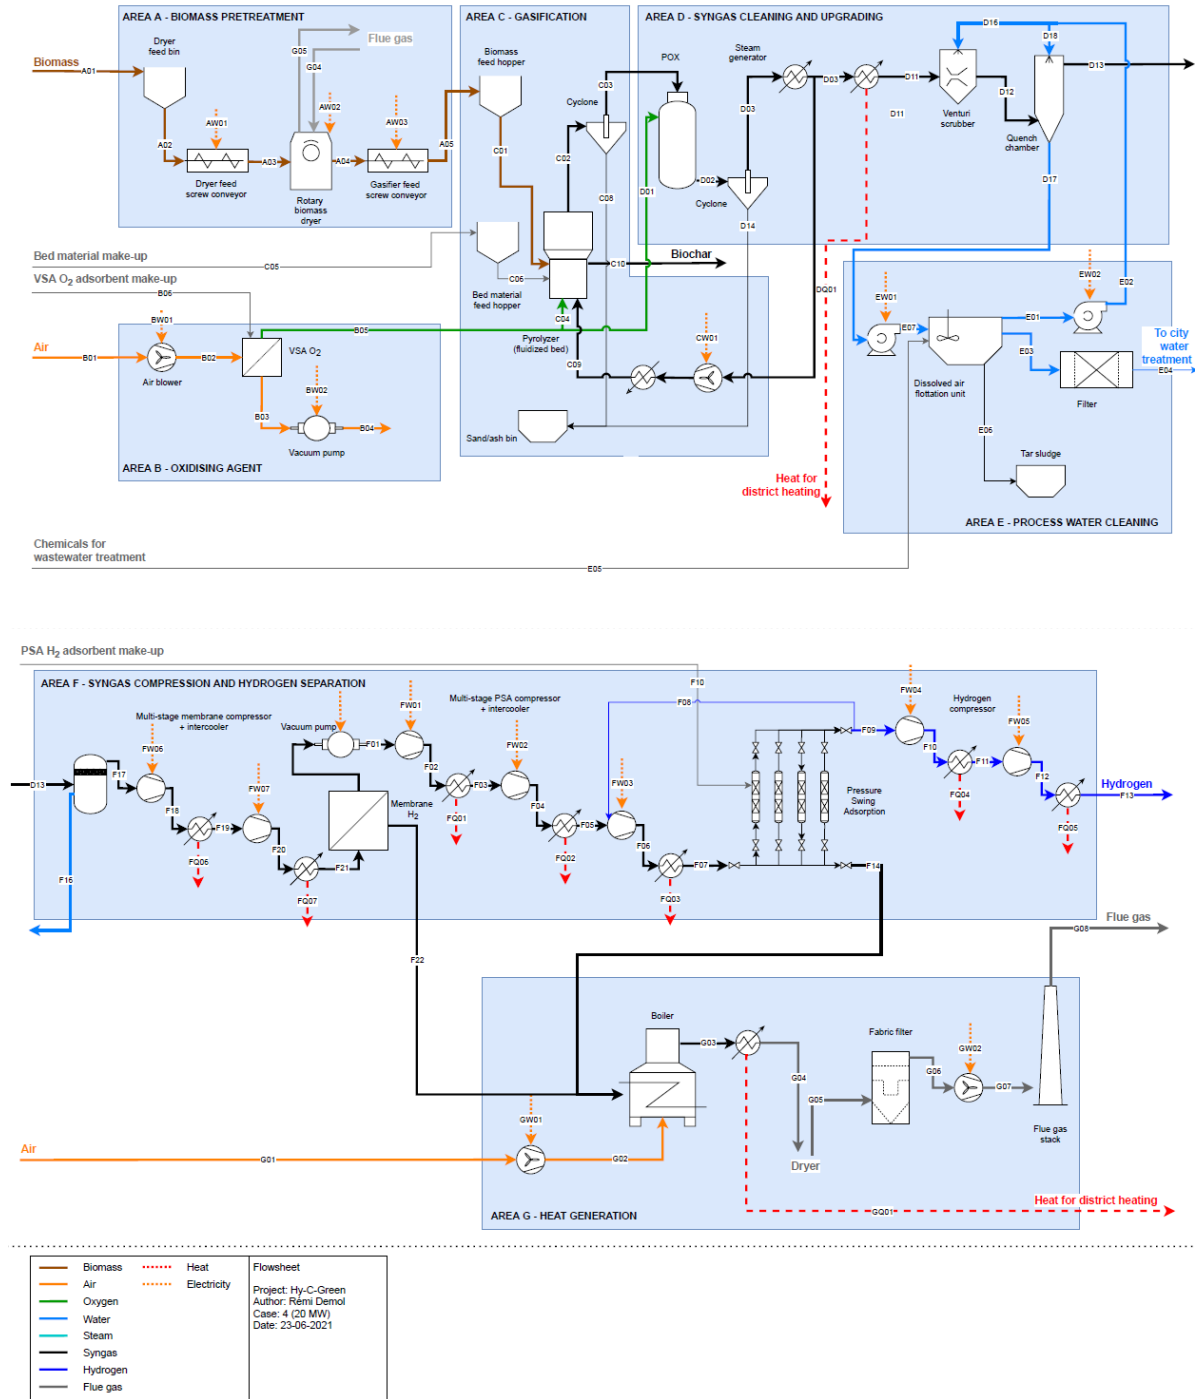 AREA A - BIOMASS PRETREATMENT
Dryer
feed bin
Flue gas
G05
G04
Biomass
A01
AW01
AW02
AW03
A02
A03
A04
A05
Dryer feed
screw conveyor
Rotary
biomass
dryer
Gasifier feed
screw conveyor
AREA C - GASIFICATION
Biomass
feed hopper
Cyclone
C03
C01
C02
C08
Bed material make-up
C05
VSA O2 adsorbent make-up
B06
C06
C10
Biochar
Bed material
feed hopper
C04
Pyrolyzer
(fluidized bed)
C09
CW01
Sand/ash bin
AREA D - SYNGAS CLEANING AND UPGRADING
POX
Steam
generator
D03
D03
D11
D11
D16
D18
D13
D12
Venturi
scrubber
Quench
chamber
D01
D02
Cyclone
D14
D17
DQ01
Heat for
district heating
BW01
B05
Air
B01
B02
VSA O2
Air blower
BW02
B03
B04
Vacuum pump
AREA B - OXIDISING AGENT
EW01
EW02
E02
E07
E01
E03
To city
water
treatment
E04
Dissolved air
flottation unit
Filter
E06
Tar sludge
AREA E - PROCESS WATER CLEANING
Chemicals for
wastewater treatment
E05
PSA H2 adsorbent make-up
AREA F - SYNGAS COMPRESSION AND HYDROGEN SEPARATION
Multi-stage membrane compressor
+ intercooler
Vacuum pump
FW01
Multi-stage PSA compressor
+ intercooler
F10
F08
FW04
Hydrogen
compressor
FW05
FW06
F01
FW02
F09
D13
F17
F02
F10
F11
FW07
F03
FW03
F12
Hydrogen
F13
F18
F19
Membrane
H2
FQ01
F04
F05
Pressure
Swing
Adsorption
FQ04
F20
F06
FQ05
FQ06
F21
FQ02
F07
F14
F16
FQ07
FQ03
F22
Flue gas
G08
Boiler
G03
Fabric filter
GW02
G04
G05
G06
G07
Flue gas
stack
GW01
Air
G01
G02
Dryer
Heat for district heating
GQ01
AREA G - HEAT GENERATION
Biomass
Air
Oxygen
Water
Steam
Syngas
Hydrogen
Flue gas
Heat
Electricity
Flowsheet
Project: Hy-C-Green
Author: Rémi Demol
Case: 4 (20 MW)
Date: 23-06-2021